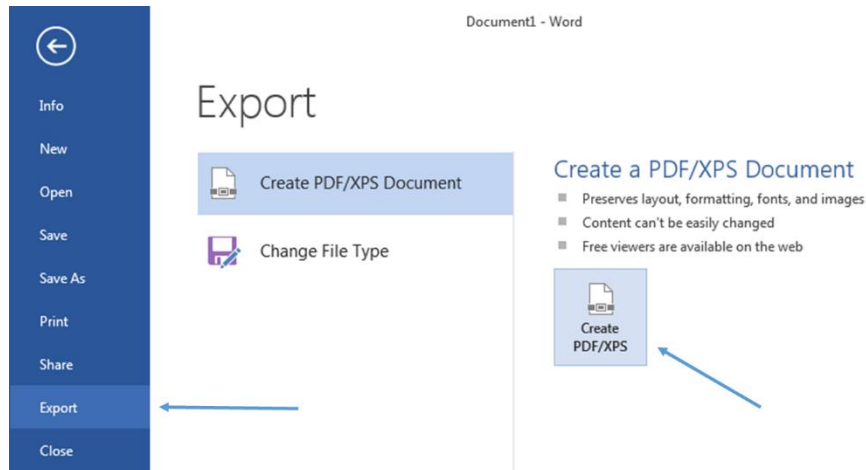 Document1 - Word
Info
New
Open
Save
Save As
Print
Share
Export
Close
Export
Create PDF/XPS Document
Change File Type
Create a PDF/XPS Document
Preserves layout, formatting, fonts, and images
Content can't be easily changed
Free viewers are available on the web
Create
PDF/XPS